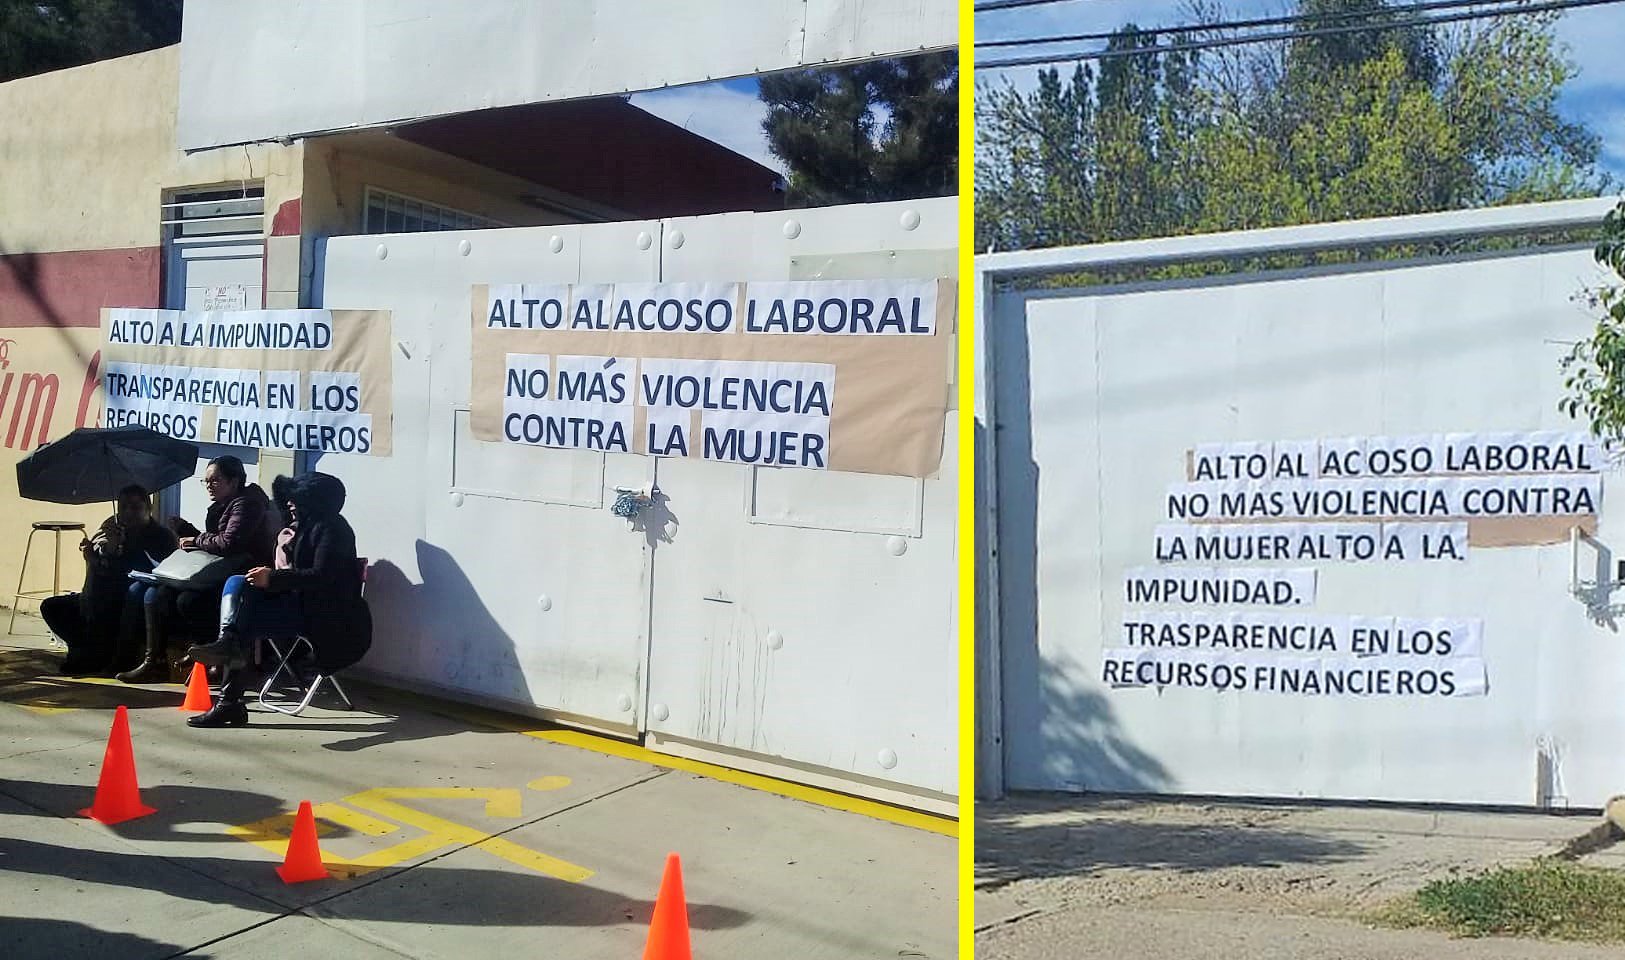 NO
ALTO A LA IMPUNIDAD
TRANSPARENCIA EN LOS
RECURSOS FINANCIEROS
ALTO AL ACOSO LABORAL
NO MÁS VIOLENCIA
CONTRA LA MUJER
ALTO AL ACOSO LABORAL
NO MAS VIOLENCIA CONTRA
LA MUJER ALTO A LA.
IMPUNIDAD.
TRASPARENCIA EN LOS
RECURSOS FINANCIEROS